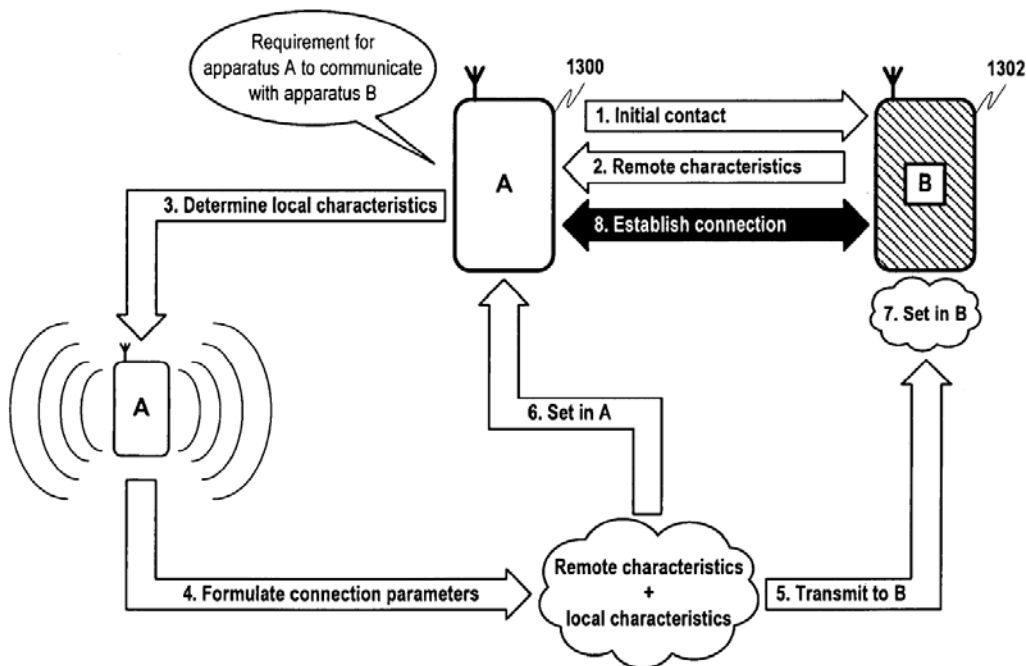 Requirement for
apparatus A to communicate
with apparatus B
1300
1302
1. Initial contact
2. Remote characteristics
A
B
3. Determine local characteristics
8. Establish connection
7. Set in B
A
6. Set in A
Remote characteristics
+
local characteristics
4. Formulate connection parameters
5. Transmit to B